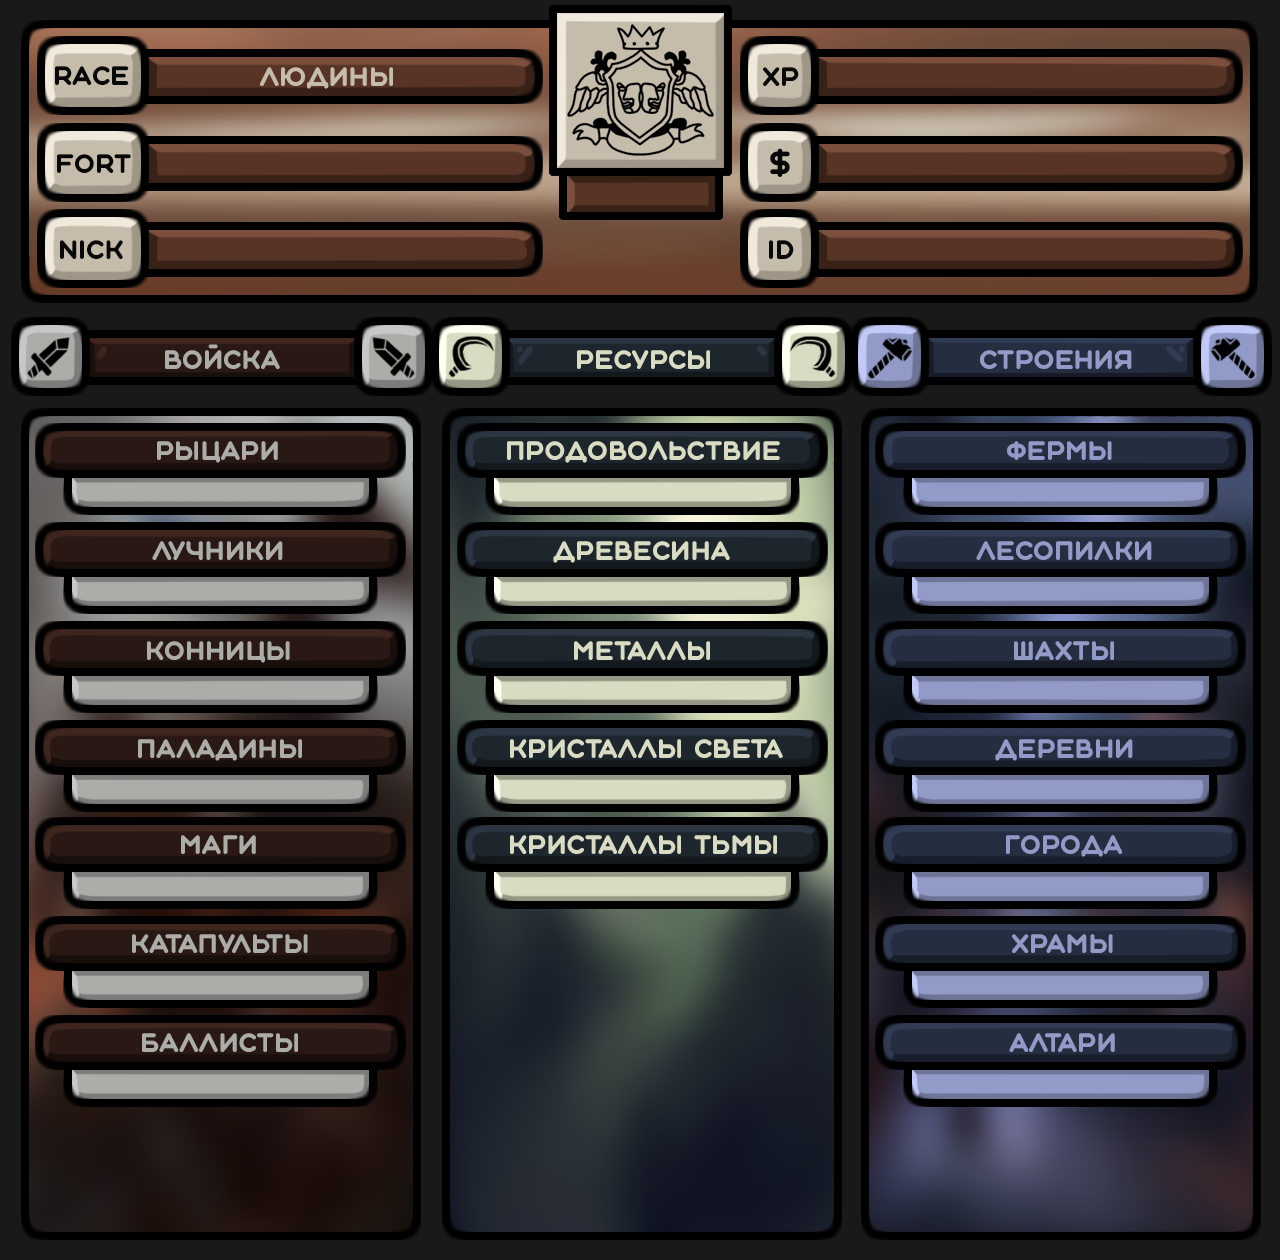 RACE ЛЮДИНЫ
FORT
NICK
XP
$
ID
ВОЙСКА
РЫЦАРИ
ЛУЧНИКИ
КОННИЦЫ
ПАЛАДИНЫ
МАГИ
КАТАПУЛЬТЫ
БАЛЛИСТЫ
РЕСУРСЫ
ПРОДОВОЛЬСТВИЕ
ДРЕВЕСИНА
МЕТАЛЛЫ
КРИСТАЛЛЫ СВЕТА
КРИСТАЛЛЫ ТЬМЫ
СТРОЕНИЯ
ФЕРМЫ
ЛЕСОПИЛКИ
ШАХТЫ
ДЕРЕВНИ
ГОРОДА
ХРАМЫ
АЛТАРИ